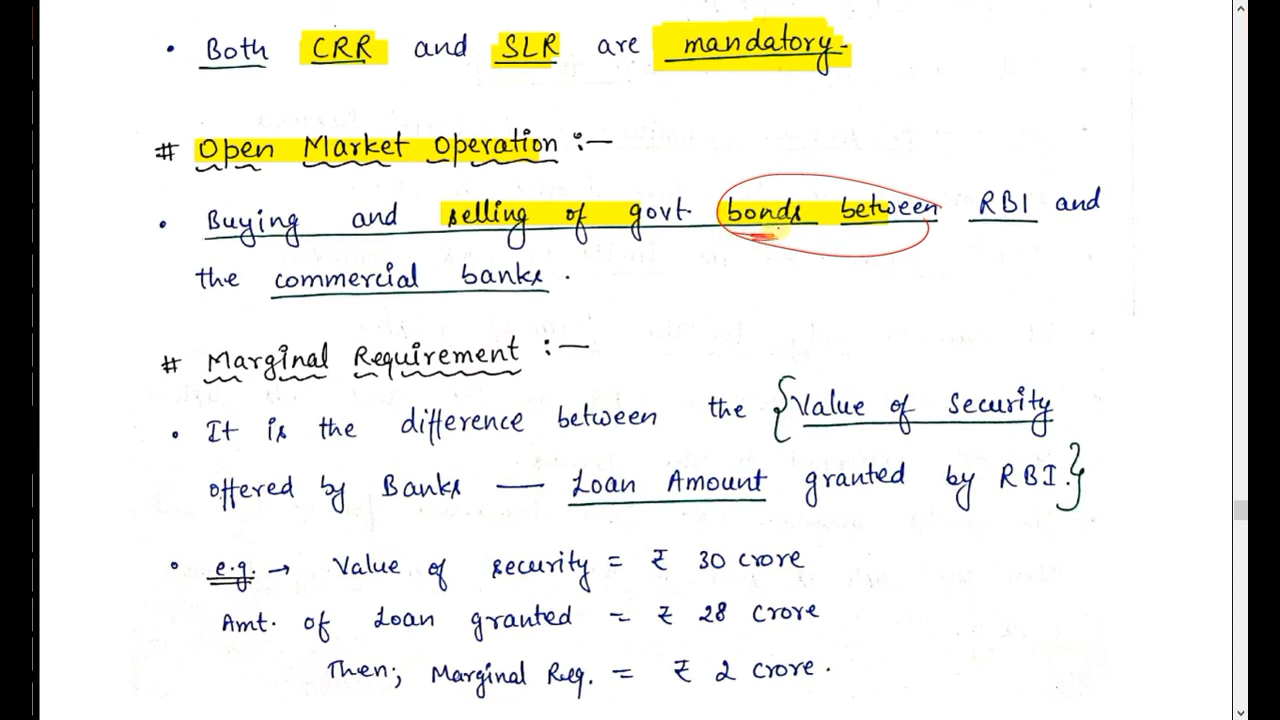 • Both CRR and SLR are mandatory.
# Open Market Operation :—
• Buying and selling of govt. bonds between RBI and
the commercial banks.
# Marginal Requirement :—
• It is the difference between the {Value of security
offered by Banks — Loan Amount granted by RBI.}
• e.g. → Value of security = ₹ 30 crore
Amt. of Loan granted = ₹ 28 crore
Then; Marginal Req. = ₹ 2 crore.